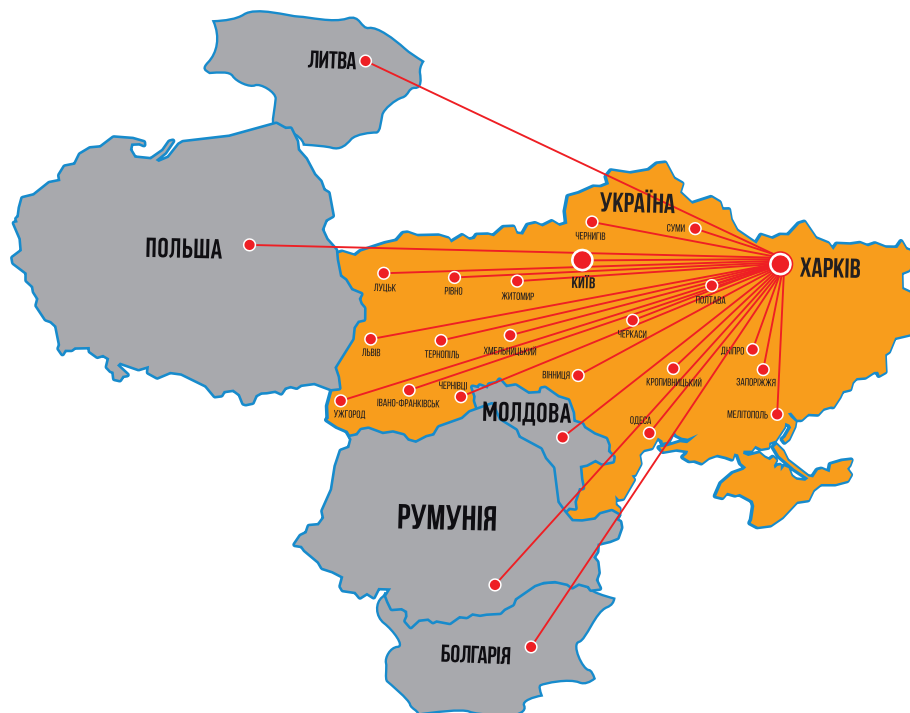 ЛИТВА
УКРАЇНА
СУМИ
ЧЕРНИГІВ
ПОЛЬША
ХАРКІВ
КИЇВ
ЛУЦЬК
РІВНО
ЖИТОМИР
ПОЛТАВА
ЧЕРКАСИ
ЛЬВІВ
ТЕРНОПІЛЬ
ХМЕЛЬНИЦЬКИЙ
ДНІПРО
ВІННИЦЯ
КРОПИВНИЦЬКИЙ
ЗАПОРІЖЖЯ
ЧЕРНІВЦІ
ІВАНО-ФРАНКІВСЬК
УЖГОРОД
МОЛДОВА
МЕЛІТОПОЛЬ
ОДЕСА
РУМУНІЯ
БОЛГАРІЯ